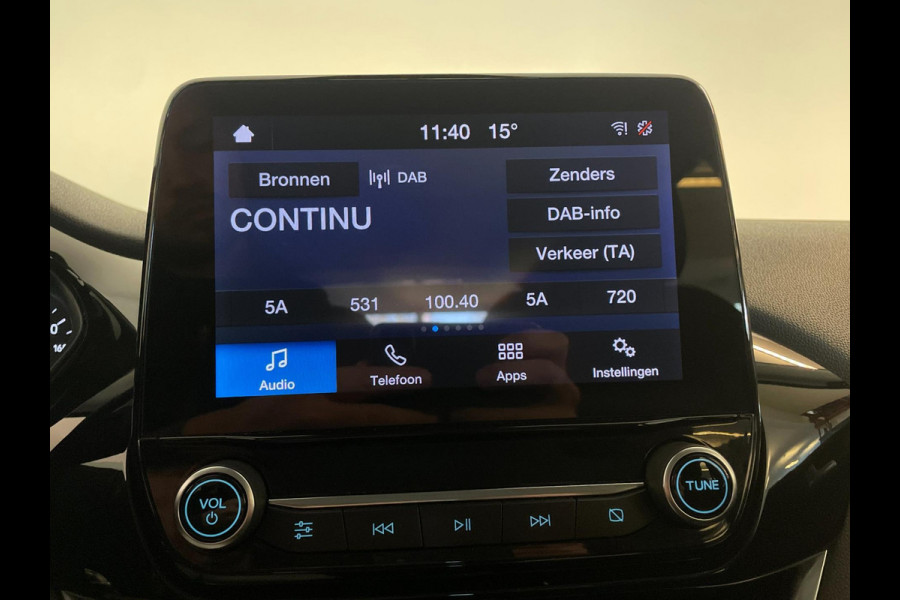 11:40 15°
Bronnen DAB Zenders
CONTINU DAB-info
Verkeer (TA)
5A 531 100.40 5A 720
Audio Telefoon Apps Instellingen
VOL TUNE